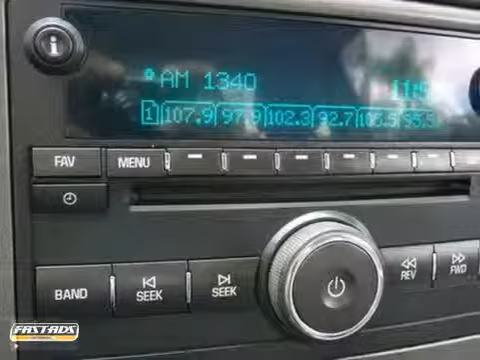 AM 1340
1 107.9 97.9 102.3 92.7
FAV MENU
BAND SEEK SEEK REV FWD
FASTADS